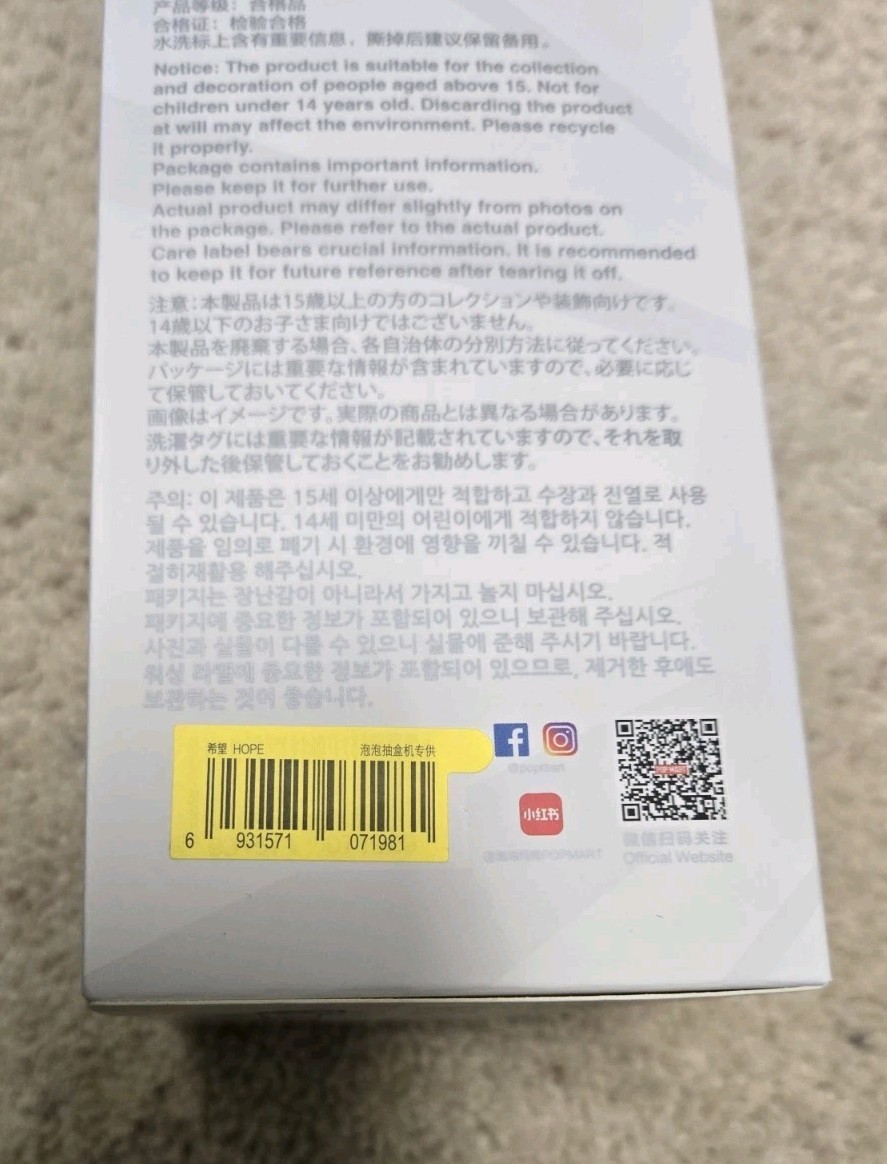 产品等级：合格品
合格证：检验合格
水洗标上含有重要信息，撕掉后建议保留备用。
Notice: The product is suitable for the collection
and decoration of people aged above 15. Not for
children under 14 years old. Discarding the product
at will may affect the environment. Please recycle
it properly.
Package contains important information.
Please keep it for further use.
Actual product may differ slightly from photos on
the package. Please refer to the actual product.
Care label bears crucial information. It is recommended
to keep it for future reference after tearing it off.
注意：本製品は15歳以上の方のコレクションや装飾向けです。
14歳以下のお子さま向けではございません。
本製品を廃棄する場合、各自治体の分別方法に従ってください。
パッケージには重要な情報が含まれていますので、必要に応じ
て保管しておいてください。
画像はイメージです。実際の商品とは異なる場合があります。
洗濯タグには重要な情報が記載されていますので、それを取
り外した後保管しておくことをお勧めします。
주의: 이 제품은 15세 이상에게만 적합하고 수장과 진열로 사용
될 수 있습니다. 14세 미만의 어린이에게 적합하지 않습니다.
제품을 임의로 폐기 시 환경에 영향을 끼칠 수 있습니다. 적
절히재활용 해주십시오.
패키지는 장난감이 아니라서 가지고 놀지 마십시오.
패키지에 중요한 정보가 포함되어 있으니 보관해 주십시오.
사진과 실물이 다를 수 있으니 실물에 준해 주시기 바랍니다.
워싱 라벨에 중요한 정보가 포함되어 있으므로, 제거한 후에도
보관하는 것이 좋습니다.
希望 HOPE 泡泡抽盒机专供
6 931571 071981
@popmart
小红书
POPMART
POP MART
微信扫码关注
Official Website